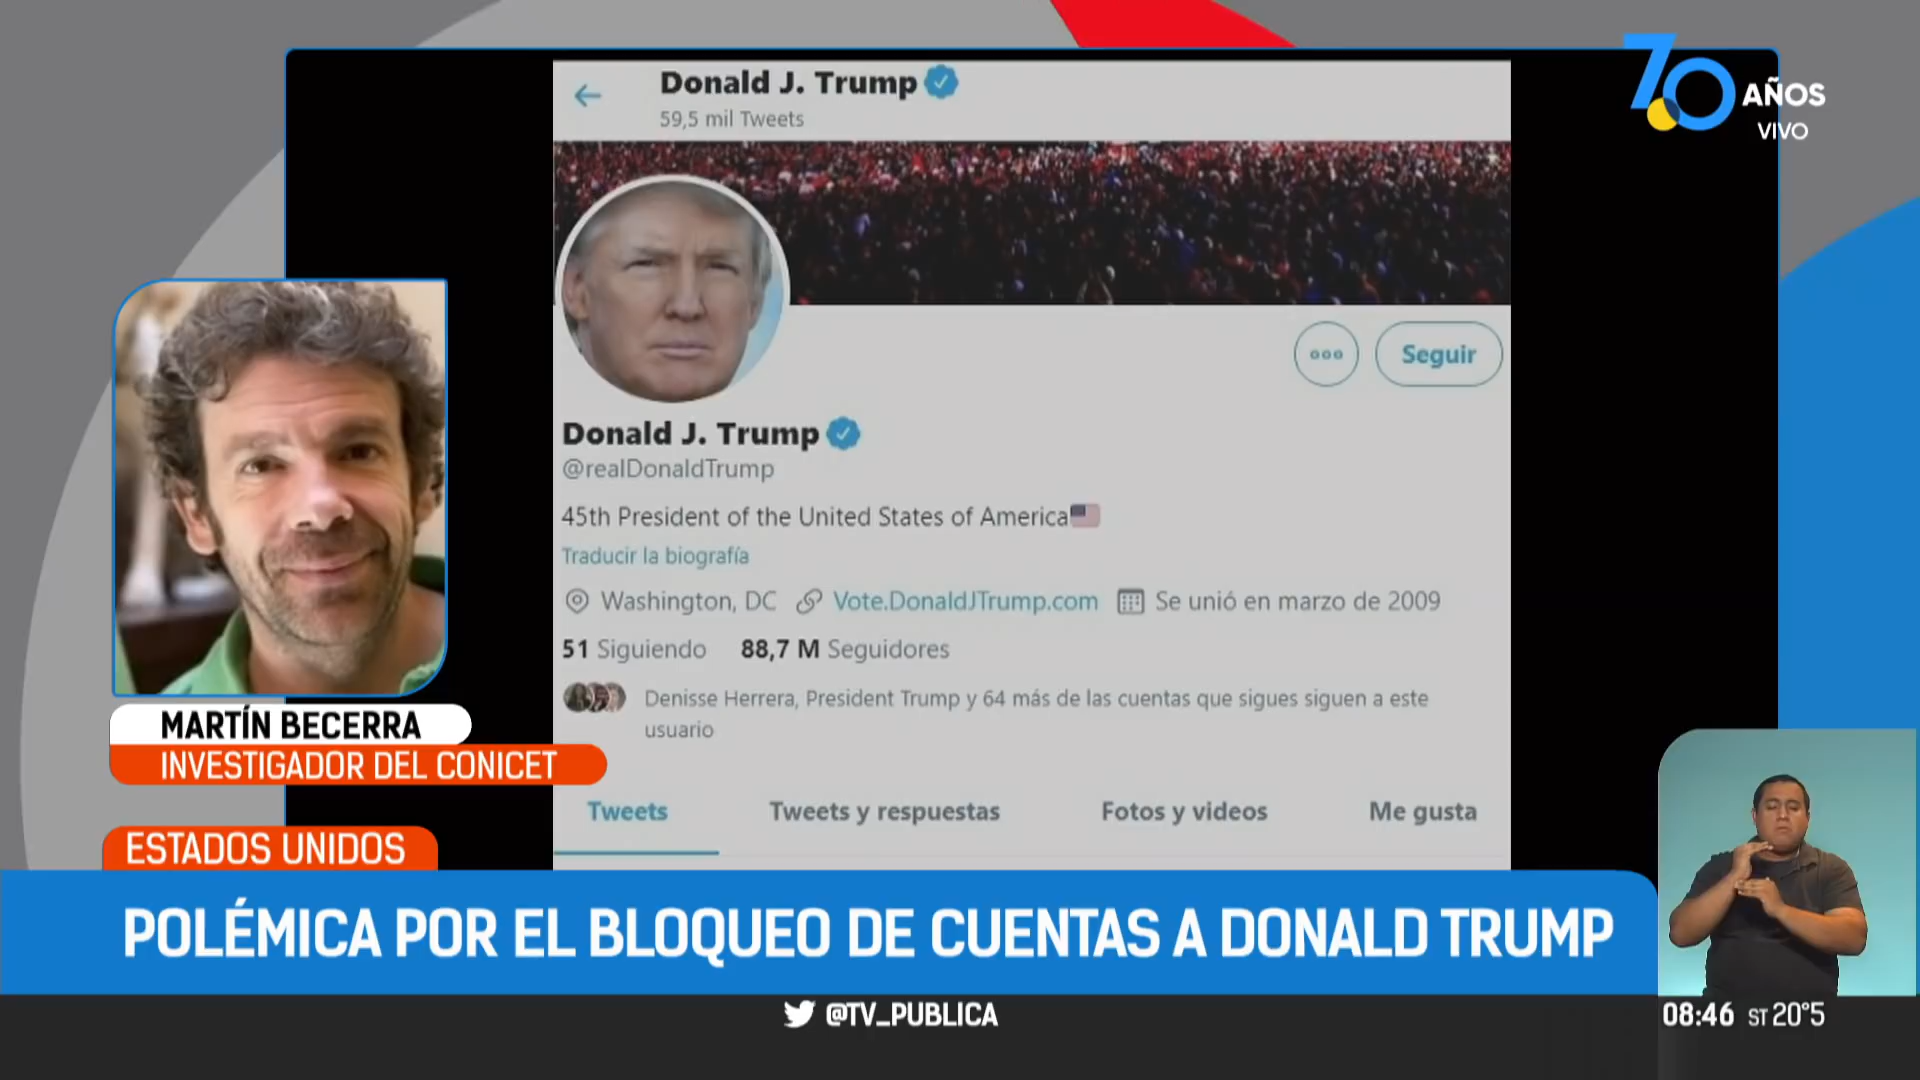 Donald J. Trump
59,5 mil Tweets
70 AÑOS
VIVO
Seguir
Donald J. Trump
@realDonaldTrump
45th President of the United States of America
Traducir la biografía
Washington, DC Vote.DonaldJTrump.com Se unió en marzo de 2009
51 Siguiendo 88,7 M Seguidores
Denisse Herrera, President Trump y 64 más de las cuentas que sigues siguen a este
usuario
Tweets Tweets y respuestas Fotos y videos Me gusta
MARTÍN BECERRA
INVESTIGADOR DEL CONICET
ESTADOS UNIDOS
POLÉMICA POR EL BLOQUEO DE CUENTAS A DONALD TRUMP
@TV_PUBLICA
08:46 ST 20°5